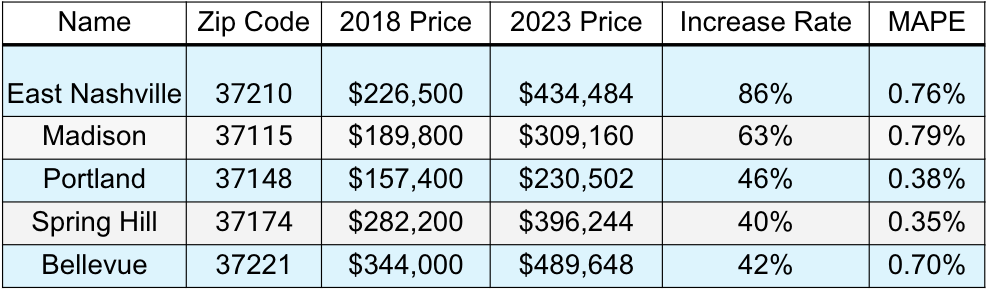 Name Zip Code 2018 Price 2023 Price Increase Rate MAPE
East Nashville 37210 $226,500 $434,484 86% 0.76%
Madison 37115 $189,800 $309,160 63% 0.79%
Portland 37148 $157,400 $230,502 46% 0.38%
Spring Hill 37174 $282,200 $396,244 40% 0.35%
Bellevue 37221 $344,000 $489,648 42% 0.70%